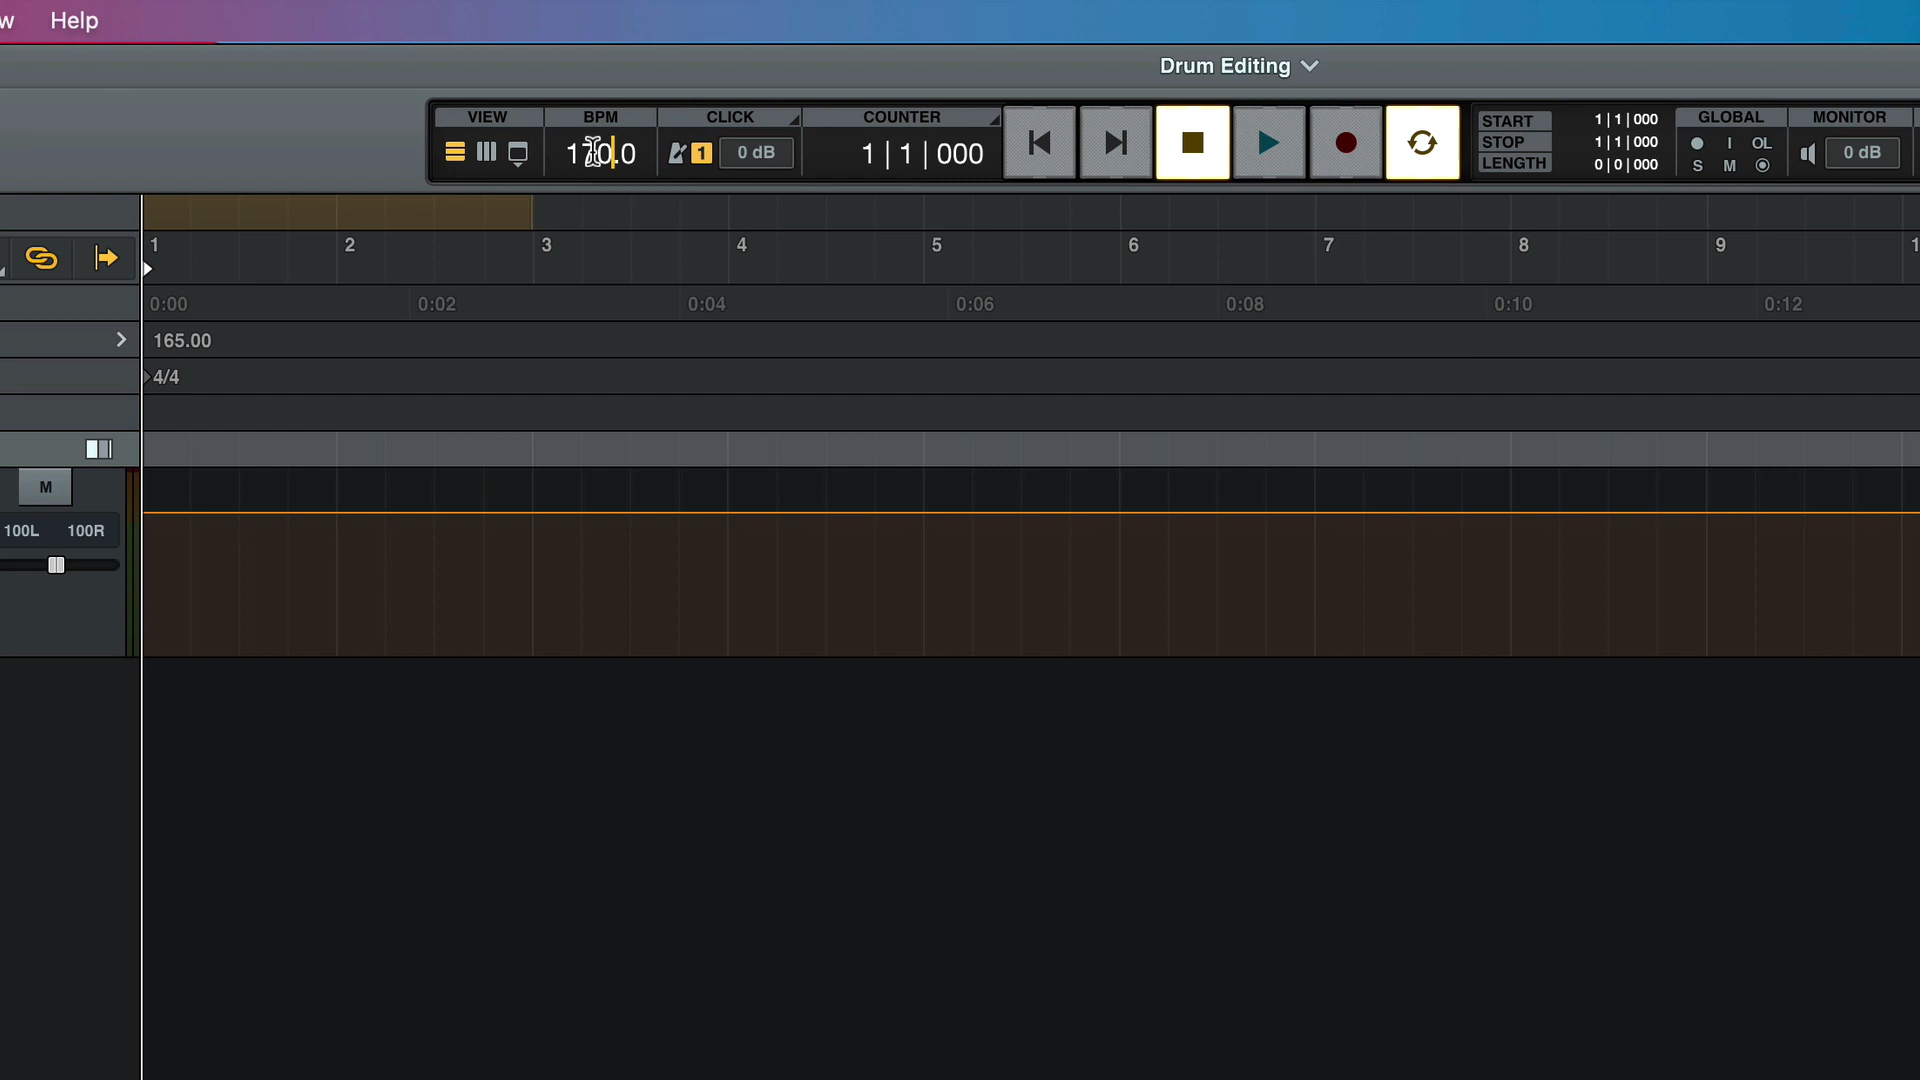 w Help
Drum Editing
VIEW BPM CLICK COUNTER START 1|1|000 GLOBAL MONITOR
170.0 1 0 dB 1|1|000 STOP 1|1|000 I OL 0 dB
LENGTH 0|0|000 S M
1 2 3 4 5 6 7 8 9 1
0:00 0:02 0:04 0:06 0:08 0:10 0:12
165.00
4/4
M
100L 100R